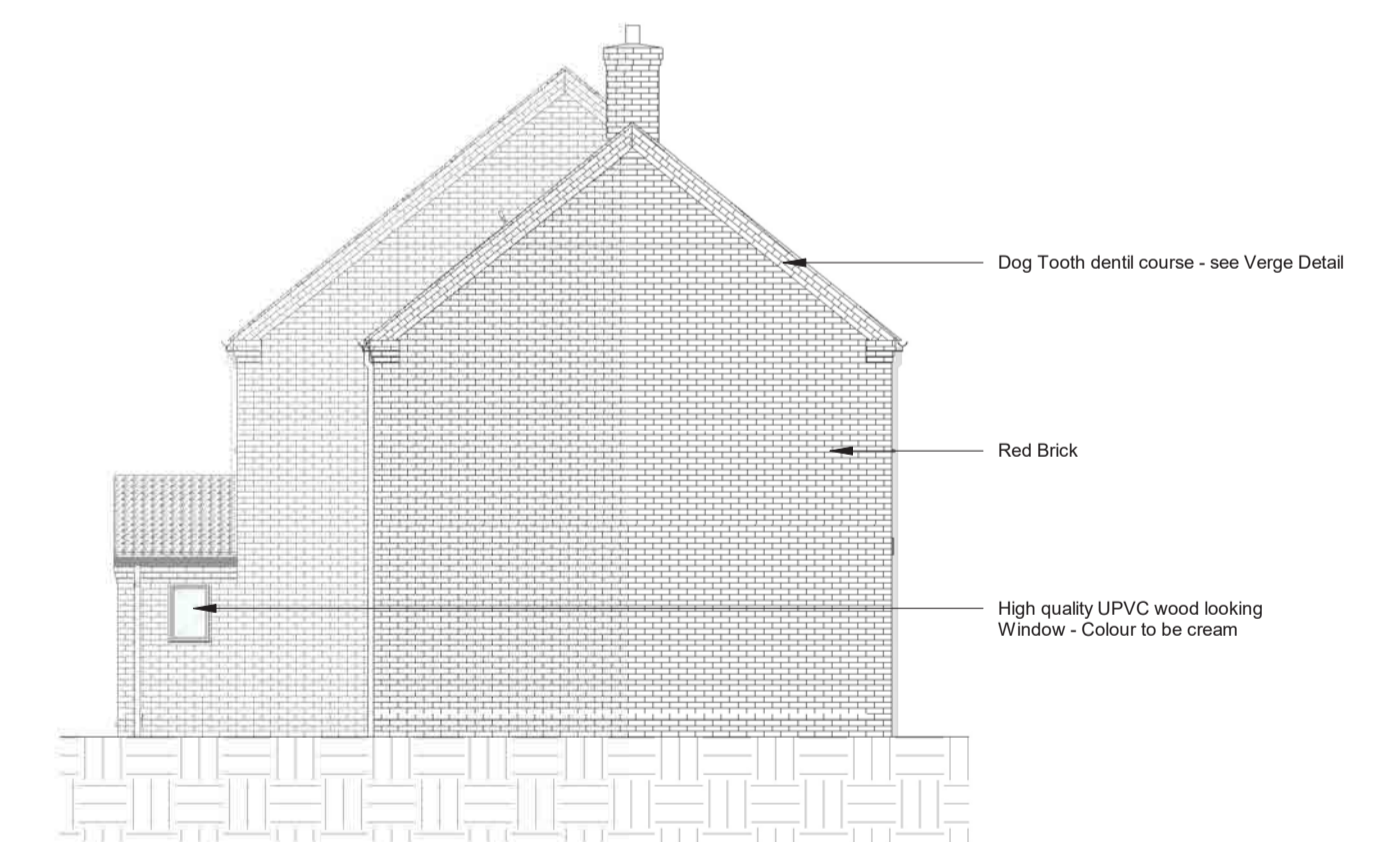 Dog Tooth dentil course - see Verge Detail
Red Brick
High quality UPVC wood looking
Window - Colour to be cream